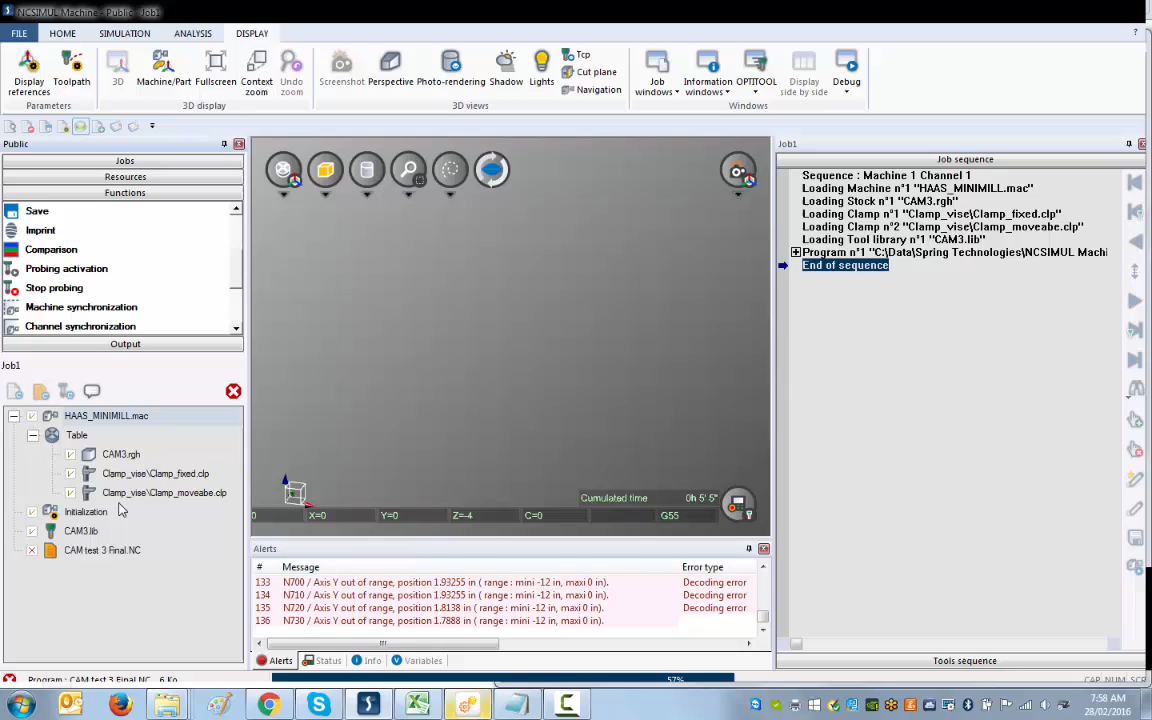 NCSIMUL Machine - Public - Job1
FILE HOME SIMULATION ANALYSIS DISPLAY ?
Display references Toolpath 3D Machine/Part Fullscreen Context zoom Undo zoom Screenshot Perspective Photo-rendering Shadow Lights Tcp Job windows Information windows OPTITOOL Display side by side Debug
Cut plane
Navigation
Parameters 3D display 3D views Windows
Public
Jobs
Resources
Functions
Save
Imprint
Comparison
Probing activation
Stop probing
Machine synchronization
Channel synchronization
Output
Job1
HAAS_MINIMILL.mac
Table
CAM3.rgh
Clamp_vise\Clamp_fixed.clp
Clamp_vise\Clamp_moveabe.clp
Initialization
CAM3.lib
CAM test 3 Final.NC
Cumulated time 0h 5' 5"
0 X=0 Y=0 Z=-4 C=0 G55
Alerts
# Message Error type
133 N700 / Axis Y out of range, position 1.93255 in ( range : mini -12 in, maxi 0 in). Decoding error
134 N710 / Axis Y out of range, position 1.93255 in ( range : mini -12 in, maxi 0 in). Decoding error
135 N720 / Axis Y out of range, position 1.8138 in ( range : mini -12 in, maxi 0 in). Decoding error
136 N730 / Axis Y out of range, position 1.7888 in ( range : mini -12 in, maxi 0 in).
Alerts Status Info Variables
Job1
Job sequence
Sequence : Machine 1 Channel 1
Loading Machine n°1 "HAAS_MINIMILL.mac"
Loading Stock n°1 "CAM3.rgh"
Loading Clamp n°1 "Clamp_vise\Clamp_fixed.clp"
Loading Clamp n°2 "Clamp_vise\Clamp_moveabe.clp"
Loading Tool library n°1 "CAM3.lib"
Program n°1 "C:\Data\Spring Technologies\NCSIMUL Machi
End of sequence
Tools sequence
Program : CAM test 3 Final.NC 6 Ko 57% CAP NUM SCR
7:58 AM
28/02/2016